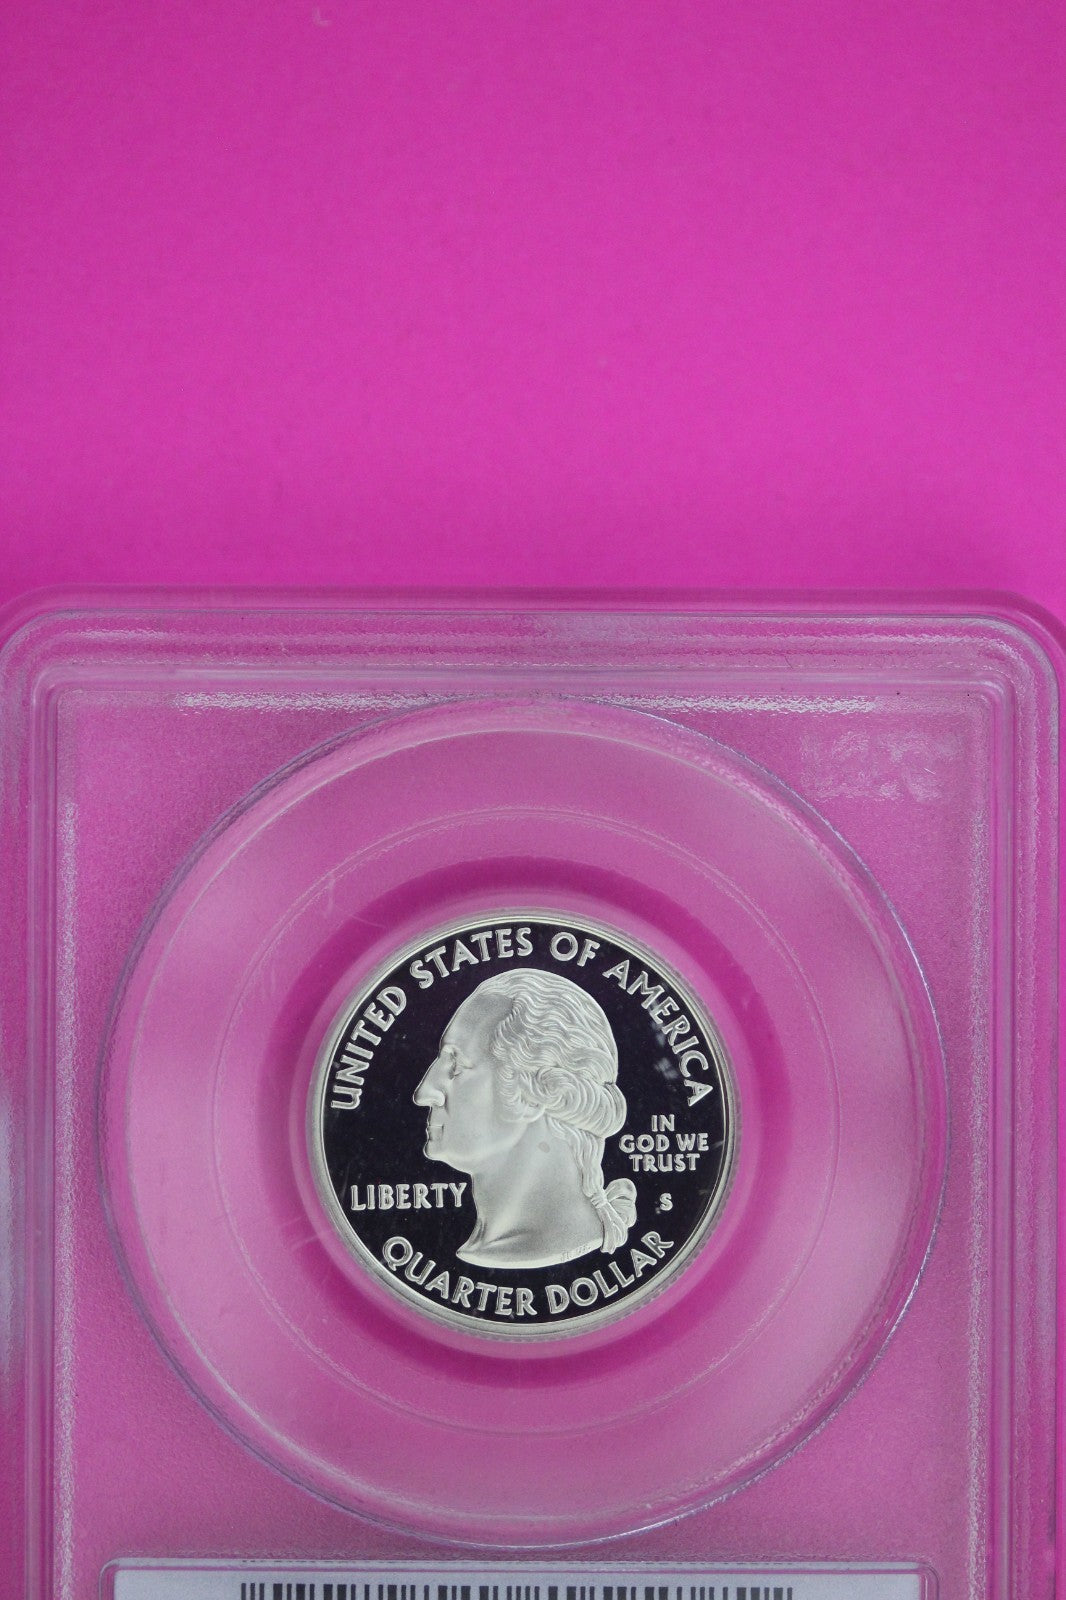 UNITED STATES OF AMERICA
IN
GOD WE
TRUST
LIBERTY
S
QUARTER DOLLAR